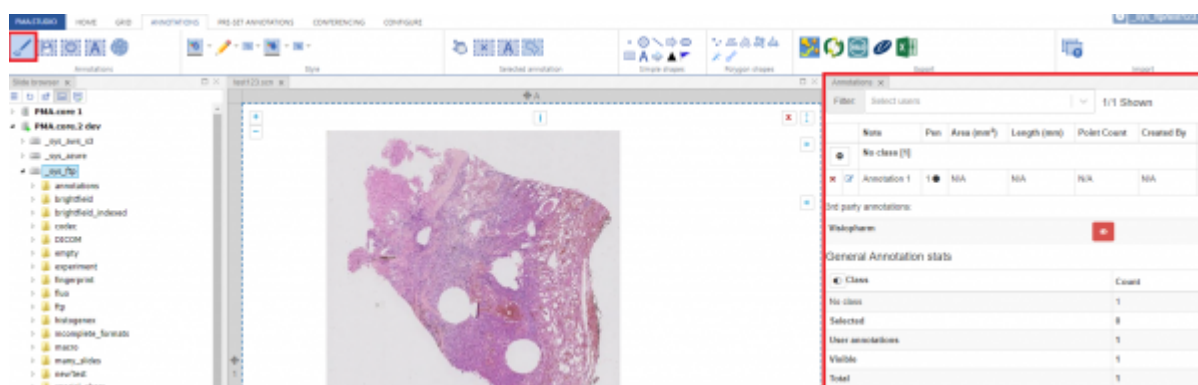 PMA.STUDIO HOME GRID ANNOTATIONS PRE-SET ANNOTATIONS CONFERENCING CONFIGURE
Annotations Style Selected annotation Simple shapes Polygon shapes Export Import
Slide browser x
test123.scn x
Annotations x
A
PMA.core 1
PMA.core.2 dev
_sys_aws_s3
_sys_azure
_sys_ftp
annotations
brightfield
brightfield_indexed
codec
DICOM
empty
experiment
fingerprint
fluo
ftp
histogenex
incomplete_formats
macro
many_slides
newTest
Filter: Select users 1/1 Shown
Note Pen Area (mm²) Length (mm) Point Count Created By
No class [1]
Annotation 1 1 N/A N/A N/A N/A
3rd party annotations:
Visiopharm
General Annotation stats
Class Count
No class 1
Selected 0
User annotations 1
Visible 1
Total 1